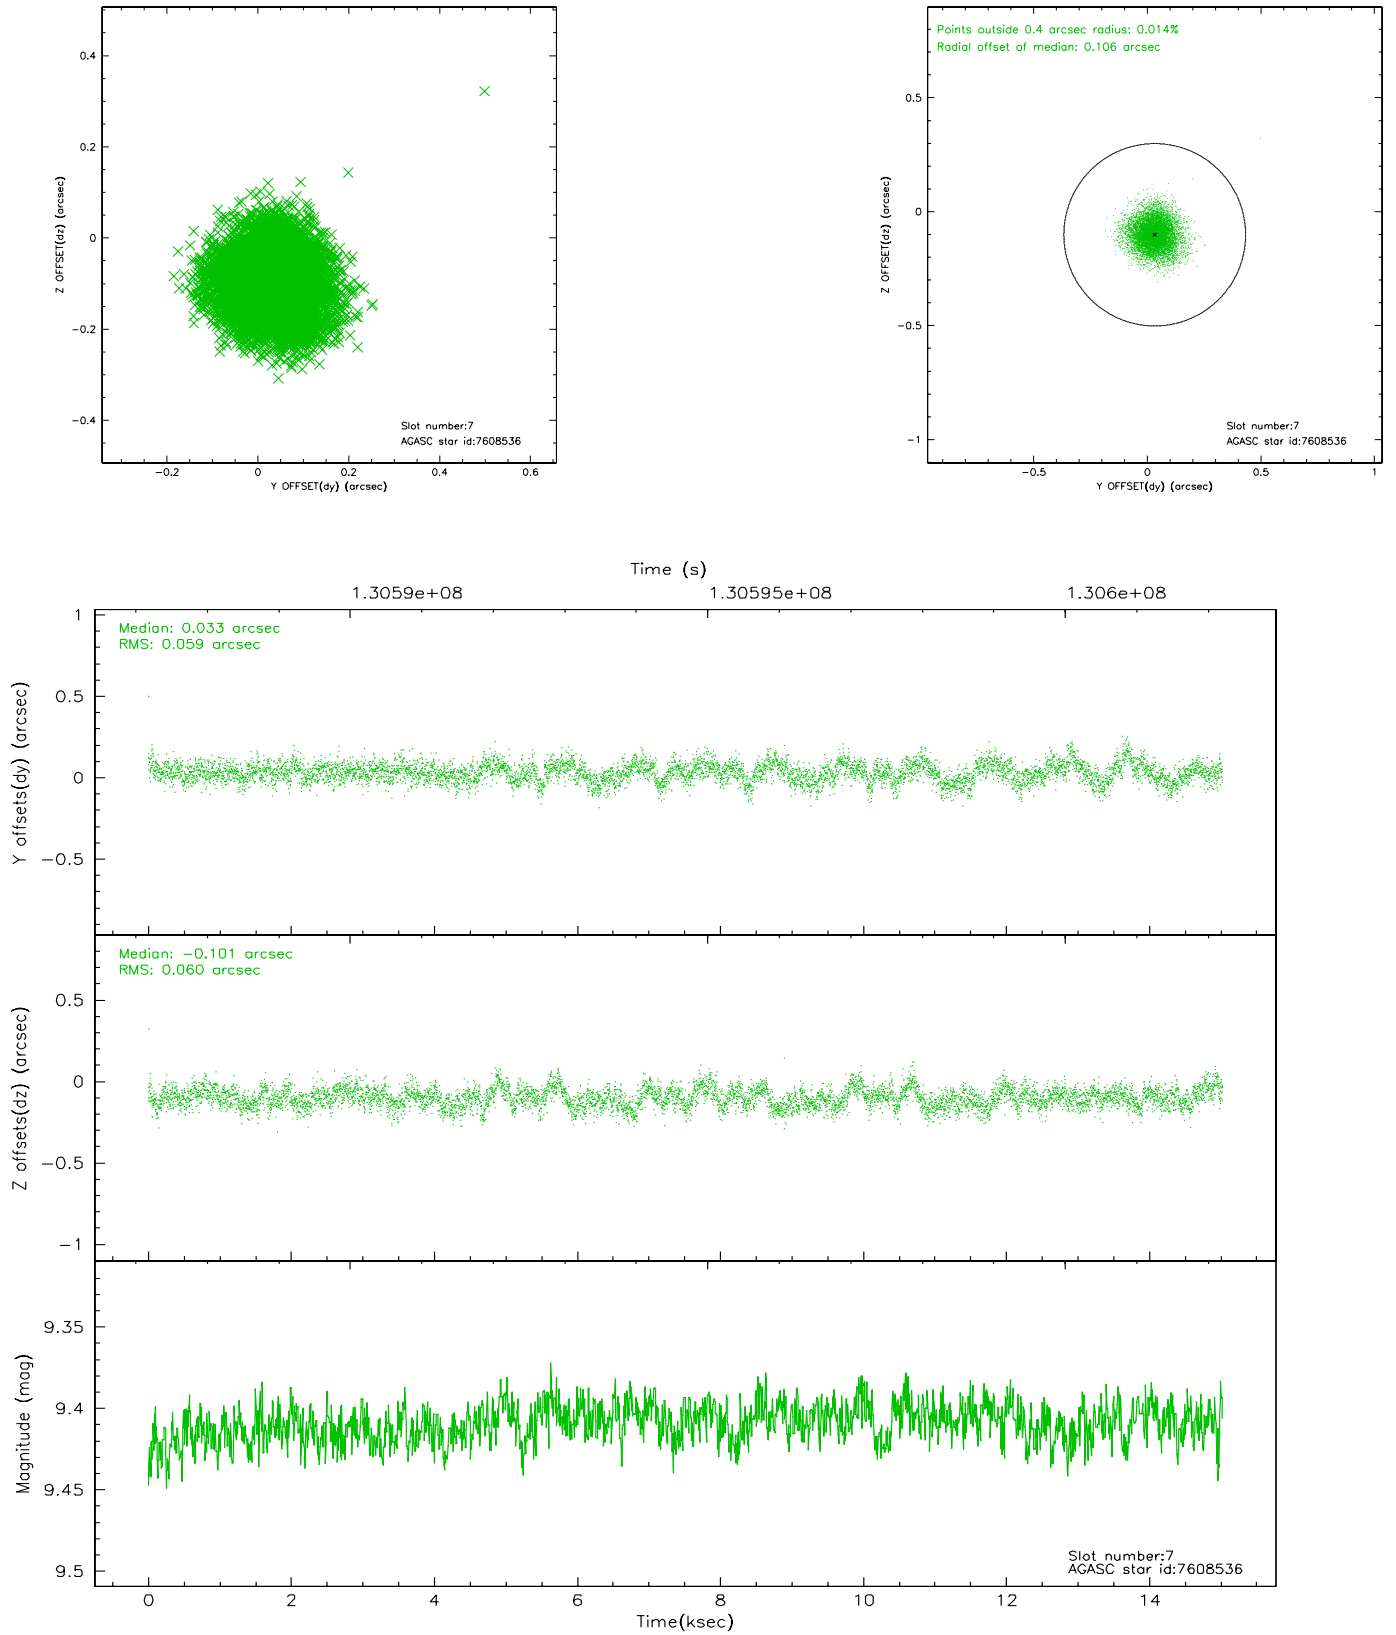 0.4
0.2
0
−0.2
−0.4
Z OFFSET(dz) (arcsec)
Slot number:7
AGASC star id:7608536
−0.2
0
0.2
0.4
0.6
Y OFFSET(dy) (arcsec)
Points outside 0.4 arcsec radius: 0.014%
Radial offset of median: 0.106 arcsec
0.5
0
−0.5
−1
Z OFFSET(dz) (arcsec)
Slot number:7
AGASC star id:7608536
−0.5
0
0.5
1
Y OFFSET(dy) (arcsec)
Time (s)
1.3059e+08
1.30595e+08
1.306e+08
Median: 0.033 arcsec
RMS: 0.059 arcsec
1
0.5
0
−0.5
Y offsets(dy) (arcsec)
Median: −0.101 arcsec
RMS: 0.060 arcsec
0.5
0
−0.5
−1
Z offsets(dz) (arcsec)
9.35
9.4
9.45
9.5
Magnitude (mag)
Slot number:7
AGASC star id:7608536
0
2
4
6
8
10
12
14
Time(ksec)